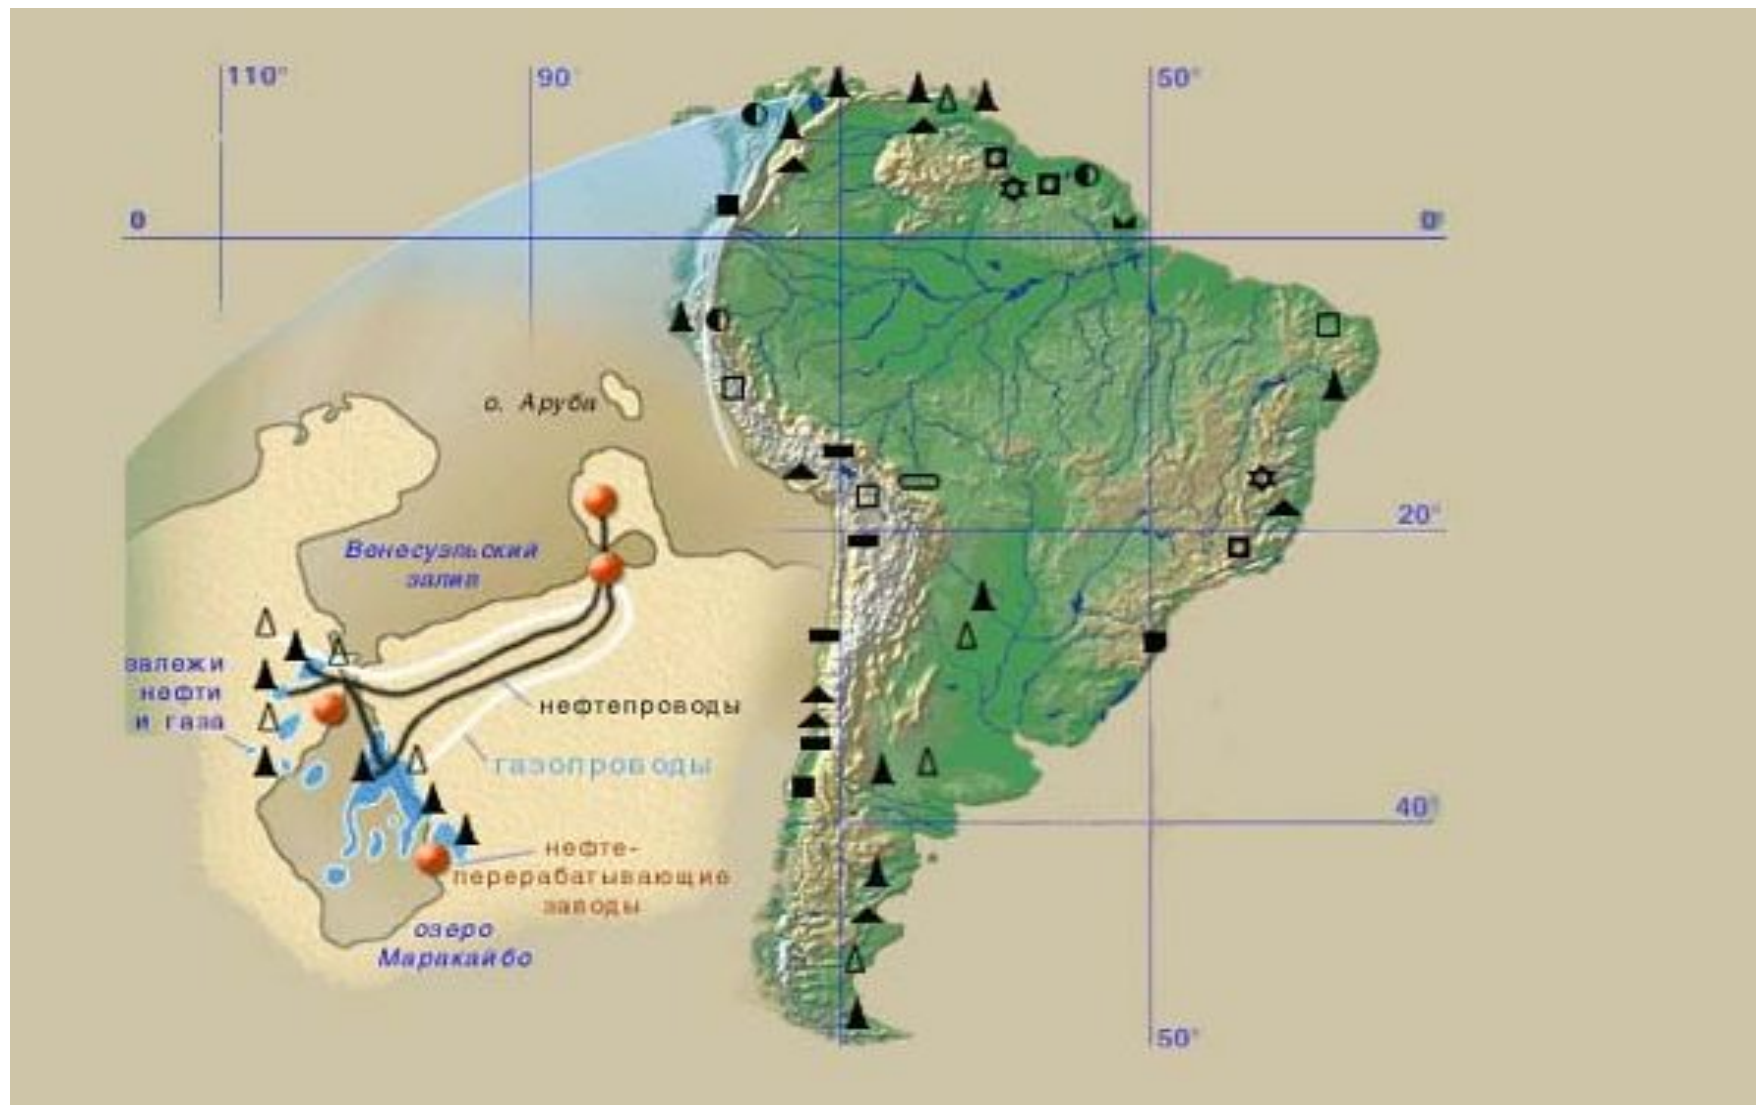 110°
90°
50°
0
0°
о. Аруба
Венесуэльский
залив
20°
залежи
нефти
и газа
нефтепроводы
газопроводы
40°
нефте-
перерабатывающие
заводы
озеро
Маракайбо
50°